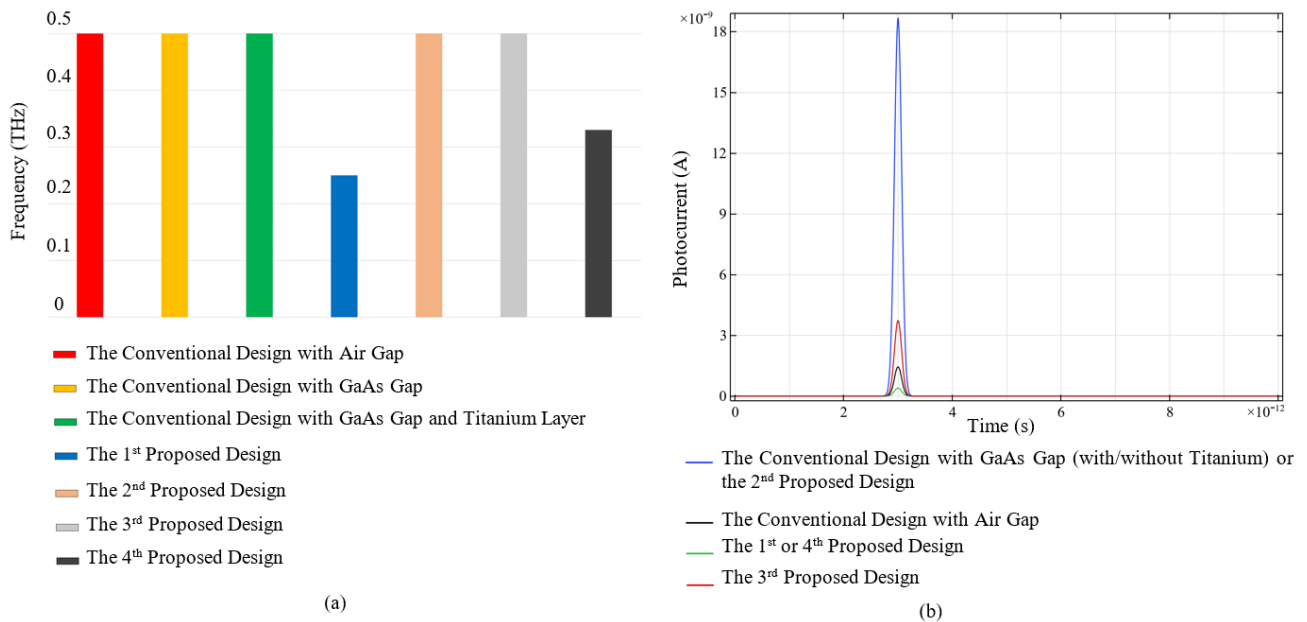 0.5
0.4
0.3
0.2
0.1
0
Frequency (THz)
The Conventional Design with Air Gap
The Conventional Design with GaAs Gap
The Conventional Design with GaAs Gap and Titanium Layer
The 1st Proposed Design
The 2nd Proposed Design
The 3rd Proposed Design
The 4th Proposed Design
(a)
×10⁻⁹
18
15
12
9
6
3
0
Photocurrent (A)
0 2 4 6 8 ×10⁻¹²
Time (s)
The Conventional Design with GaAs Gap (with/without Titanium) or
the 2nd Proposed Design
The Conventional Design with Air Gap
The 1st or 4th Proposed Design
The 3rd Proposed Design
(b)